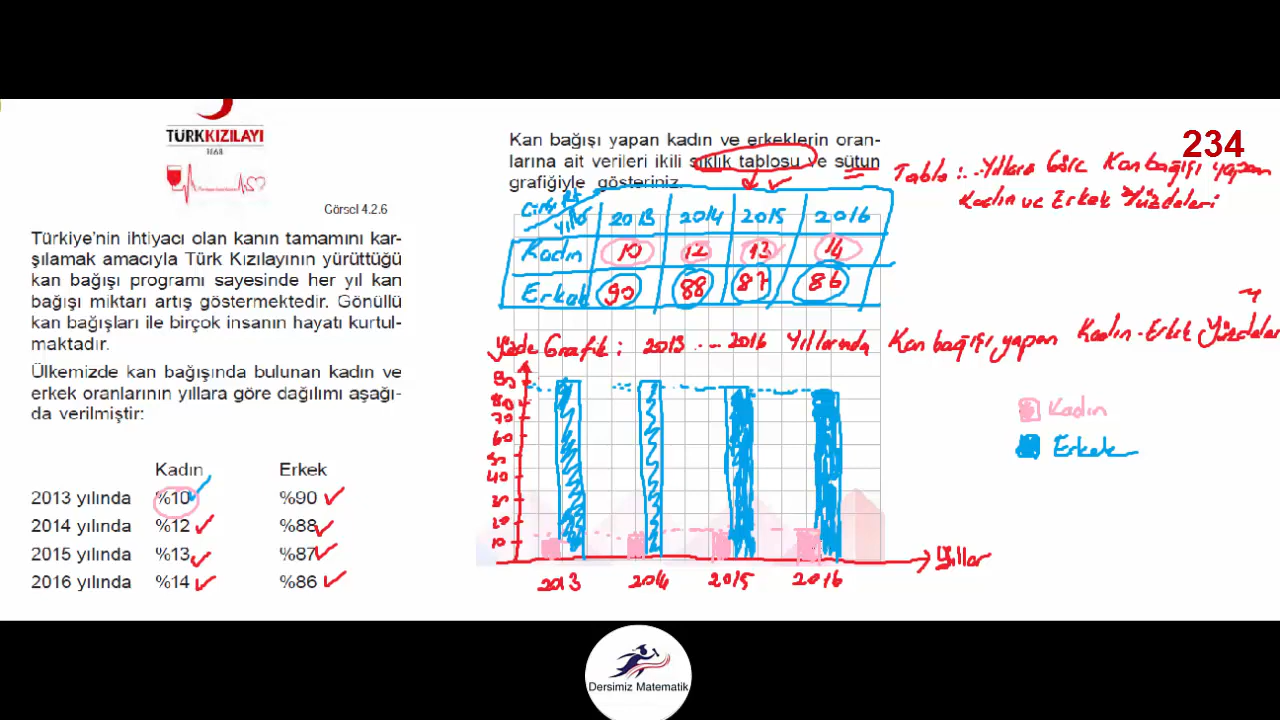 TÜRKKIZILAYI
1868
Görsel 4.2.6
Türkiye'nin ihtiyacı olan kanın tamamını kar-
şılamak amacıyla Türk Kızılayının yürüttüğü
kan bağışı programı sayesinde her yıl kan
bağışı miktarı artış göstermektedir. Gönüllü
kan bağışları ile birçok insanın hayatı kurtul-
maktadır.
Ülkemizde kan bağışında bulunan kadın ve
erkek oranlarının yıllara göre dağılımı aşağı-
da verilmiştir:
Kadın Erkek
2013 yılında %10 %90
2014 yılında %12 %88
2015 yılında %13 %87
2016 yılında %14 %86
Kan bağışı yapan kadın ve erkeklerin oran-
larına ait verileri ikili sıklık tablosu ve sütun
grafiğiyle gösteriniz.
234
Tablo: Yıllara Göre Kan bağışı yapan
Kadın ve Erkek Yüzdeleri
2013 2014 2015 2016
Kadın 10 12 13 14
Erkek 90 88 87 86
Yüzde Grafik: 2013 ... 2016 Yıllarında Kan bağışı yapan Kadın-Erkek Yüzdeler
90
80
70
60
50
40
30
20
10
2013 2014 2015 2016 Yıllar
Kadın
Erkek
Dersimiz Matematik